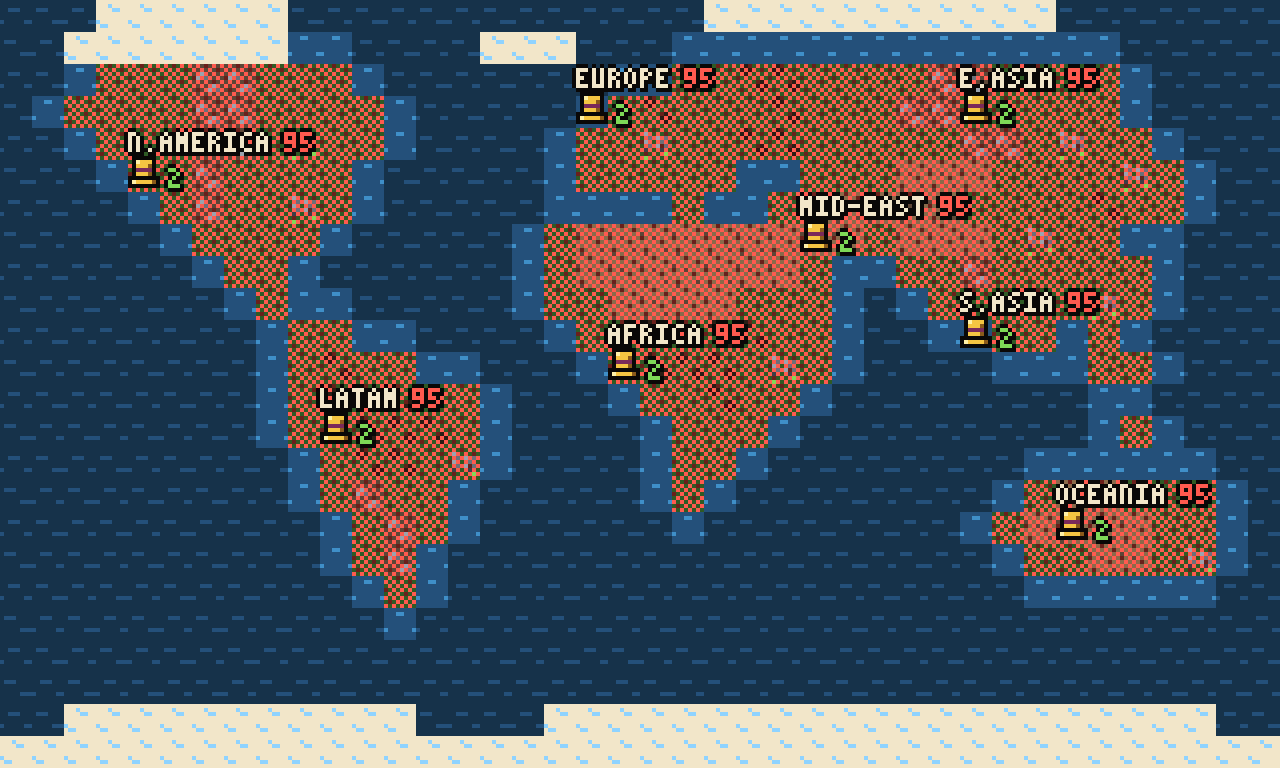 EUROPE 95
2
E.ASIA 95
2
N.AMERICA 95
2
MID-EAST 95
2
S.ASIA 95
2
AFRICA 95
2
LATAM 95
2
OCEANIA 95
2